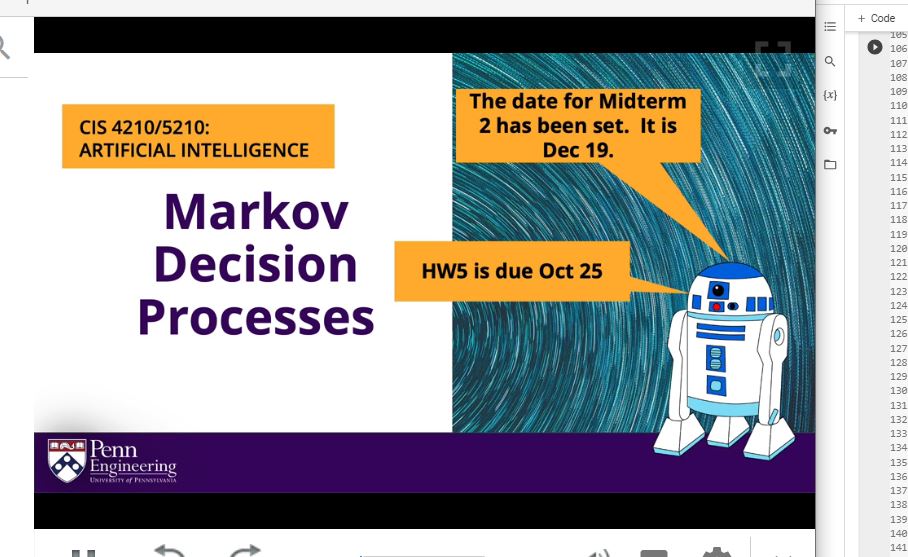 + Code
CIS 4210/5210:
ARTIFICIAL INTELLIGENCE
Markov
Decision
Processes
The date for Midterm
2 has been set. It is
Dec 19.
HW5 is due Oct 25
Penn
Engineering
UNIVERSITY of PENNSYLVANIA
{x}
105
106
107
108
109
110
111
112
113
114
115
116
117
118
119
120
121
122
123
124
125
126
127
128
129
130
131
132
133
134
135
136
137
138
139
140
141